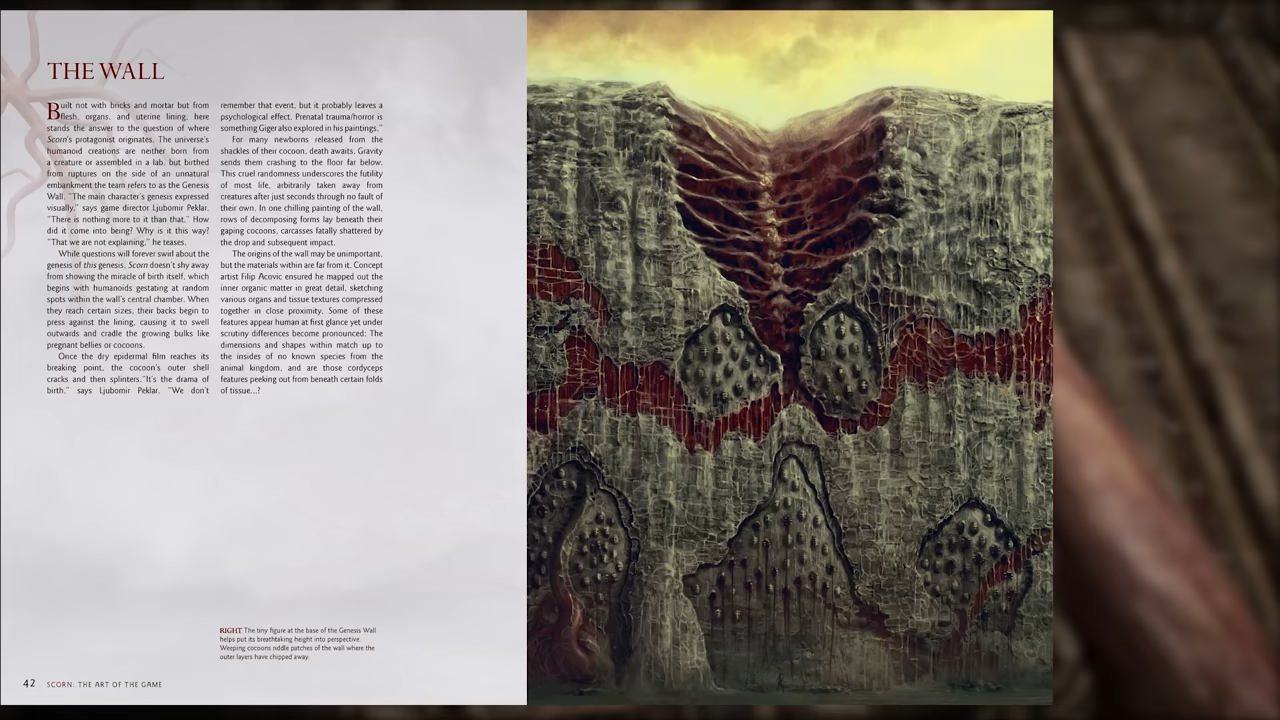 THE WALL
Built not with bricks and mortar but from
flesh, organs, and uterine lining, here
stands the answer to the question of where
Scorn's protagonist originates. The universe's
humanoid creations are neither born from
a creature or assembled in a lab, but birthed
from ruptures on the side of an unnatural
embankment the team refers to as the Genesis
Wall. "The main character's genesis expressed
visually," says game director Ljubomir Peklar.
"There is nothing more to it than that." How
did it come into being? Why is it this way?
"That we are not explaining," he teases.
While questions will forever swirl about the
genesis of this genesis, Scorn doesn't shy away
from showing the miracle of birth itself, which
begins with humanoids gestating at random
spots within the wall's central chamber. When
they reach certain sizes, their backs begin to
press against the lining, causing it to swell
outwards and cradle the growing bulks like
pregnant bellies or cocoons.
Once the dry epidermal film reaches its
breaking point, the cocoon's outer shell
cracks and then splinters. "It's the drama of
birth," says Ljubomir Peklar. "We don't
remember that event, but it probably leaves a
psychological effect. Prenatal trauma/horror is
something Giger also explored in his paintings."
For many newborns released from the
shackles of their cocoon, death awaits. Gravity
sends them crashing to the floor far below.
This cruel randomness underscores the futility
of most life, arbitrarily taken away from
creatures after just seconds through no fault of
their own. In one chilling painting of the wall,
rows of decomposing forms lay beneath their
gaping cocoons, carcasses fatally shattered by
the drop and subsequent impact.
The origins of the wall may be unimportant,
but the materials within are far from it. Concept
artist Filip Acovic ensured he mapped out the
inner organic matter in great detail, sketching
various organs and tissue textures compressed
together in close proximity. Some of these
features appear human at first glance yet under
scrutiny differences become pronounced: The
dimensions and shapes within match up to
the insides of no known species from the
animal kingdom, and are those cordyceps
features peeking out from beneath certain folds
of tissue...?
RIGHT The tiny figure at the base of the Genesis Wall
helps put its breathtaking height into perspective.
Weeping cocoons riddle patches of the wall where the
outer layers have chipped away.
42 SCORN: THE ART OF THE GAME